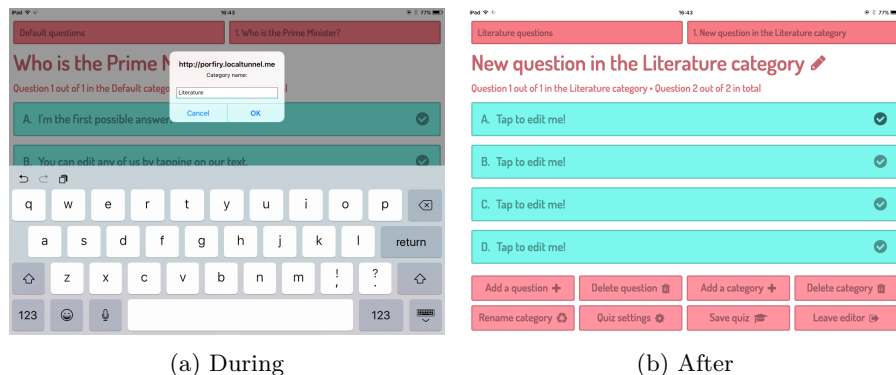 iPad
16:43
77%
Default questions
1. Who is the Prime Minister?
Who is the Prime M
Question 1 out of 1 in the Default catego
l
http://porfiry.localtunnel.me
Category name:
Literature
Cancel OK
A. I'm the first possible answer.
B. You can edit any of us by tapping on our text.
q w e r t y u i o p
a s d f g h j k l return
z x c v b n m ! , ? .
123 123
(a) During
iPad
16:43
77%
Literature questions
1. New question in the Literature category
New question in the Literature category
Question 1 out of 1 in the Literature category • Question 2 out of 2 in total
A. Tap to edit me!
B. Tap to edit me!
C. Tap to edit me!
D. Tap to edit me!
Add a question Delete question Add a category Delete category
Rename category Quiz settings Save quiz Leave editor
(b) After